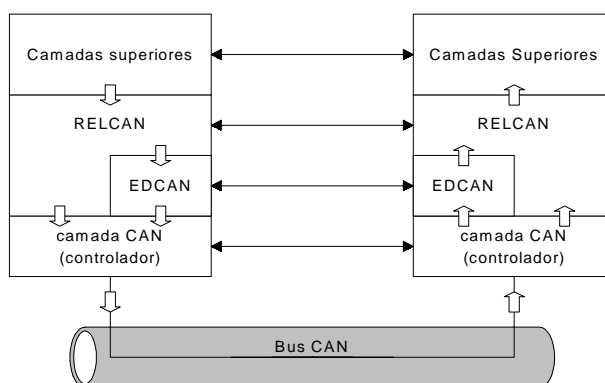 Camadas superiores
RELCAN
EDCAN
camada CAN
(controlador)
Camadas Superiores
RELCAN
EDCAN
camada CAN
(controlador)
Bus CAN